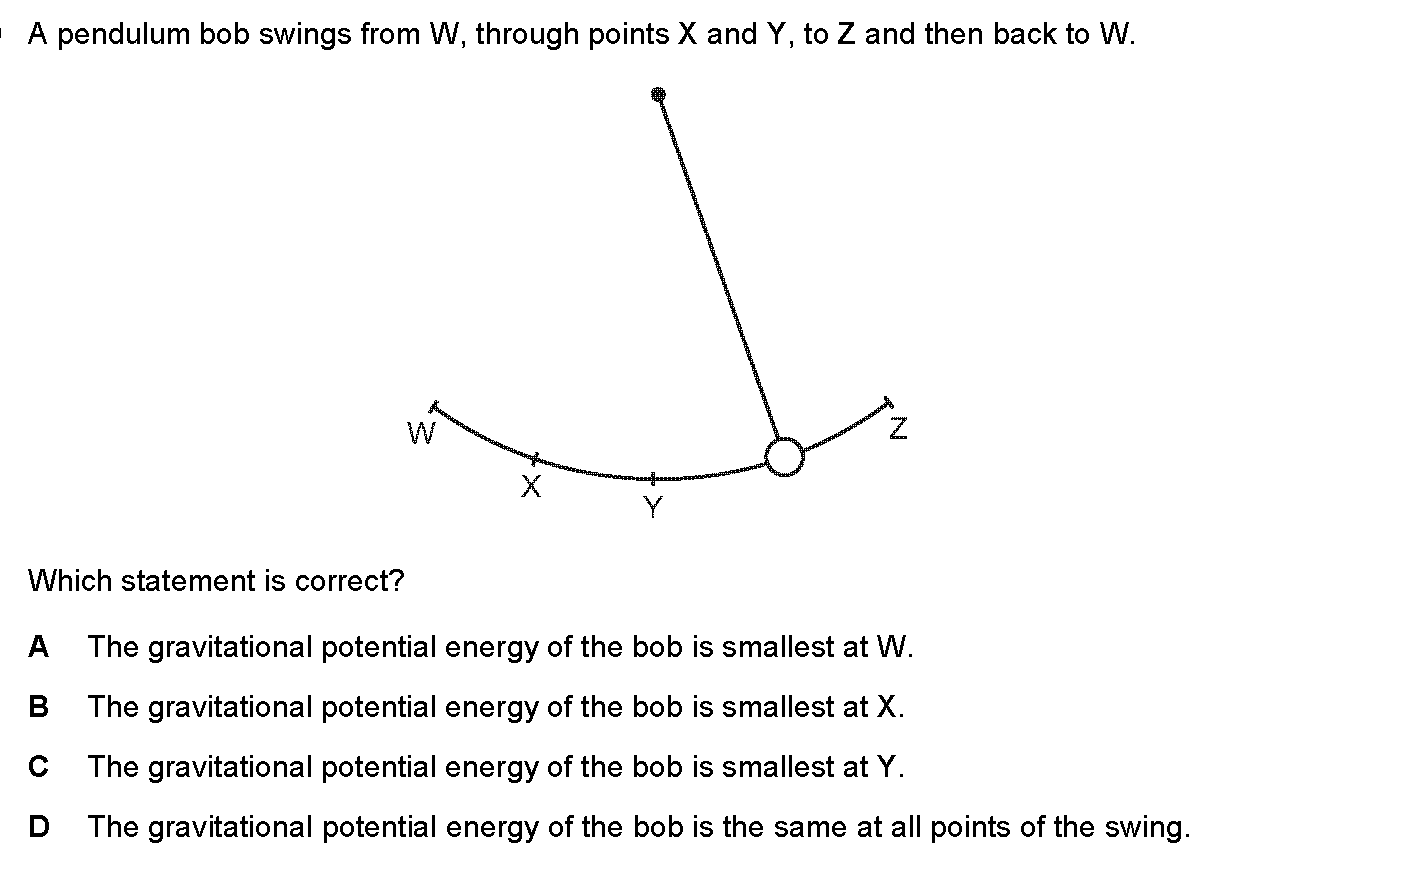 A pendulum bob swings from W, through points X and Y, to Z and then back to W.
W
Z
X
Y
Which statement is correct?
A The gravitational potential energy of the bob is smallest at W.
B The gravitational potential energy of the bob is smallest at X.
C The gravitational potential energy of the bob is smallest at Y.
D The gravitational potential energy of the bob is the same at all points of the swing.